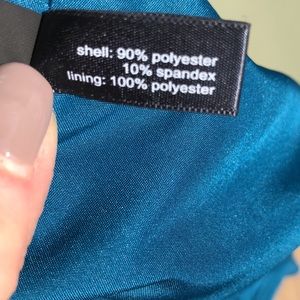 shell: 90% polyester
10% spandex
lining: 100% polyester